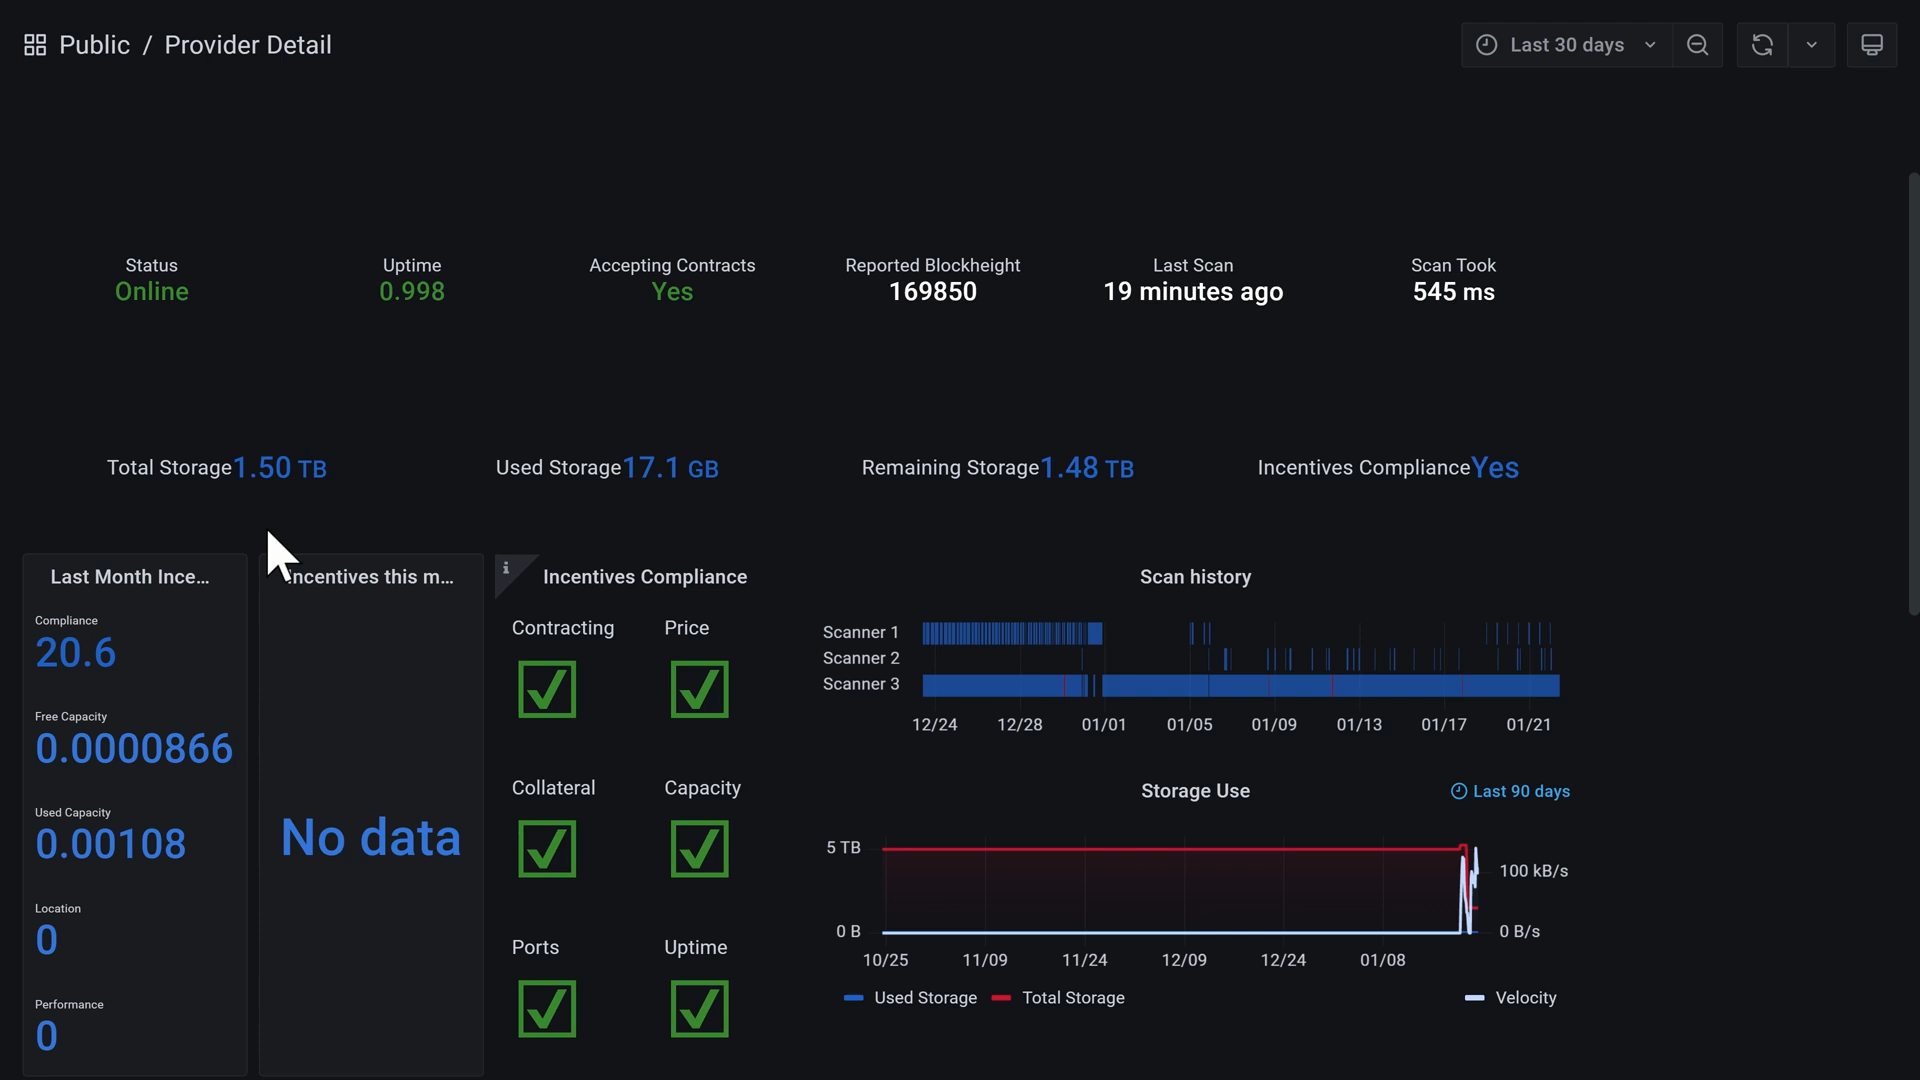 Public / Provider Detail
Last 30 days
Status
Online
Uptime
0.998
Accepting Contracts
Yes
Reported Blockheight
169850
Last Scan
19 minutes ago
Scan Took
545 ms
Total Storage 1.50 TB
Used Storage 17.1 GB
Remaining Storage 1.48 TB
Incentives Compliance Yes
Last Month Ince...
Compliance
20.6
Free Capacity
0.0000866
Used Capacity
0.00108
Location
0
Performance
0
ncentives this m...
No data
i
Incentives Compliance
Contracting
Price
Collateral
Capacity
Ports
Uptime
Scan history
Scanner 1
Scanner 2
Scanner 3
12/24 12/28 01/01 01/05 01/09 01/13 01/17 01/21
Storage Use
Last 90 days
5 TB
100 kB/s
0 B
0 B/s
10/25 11/09 11/24 12/09 12/24 01/08
Used Storage Total Storage Velocity